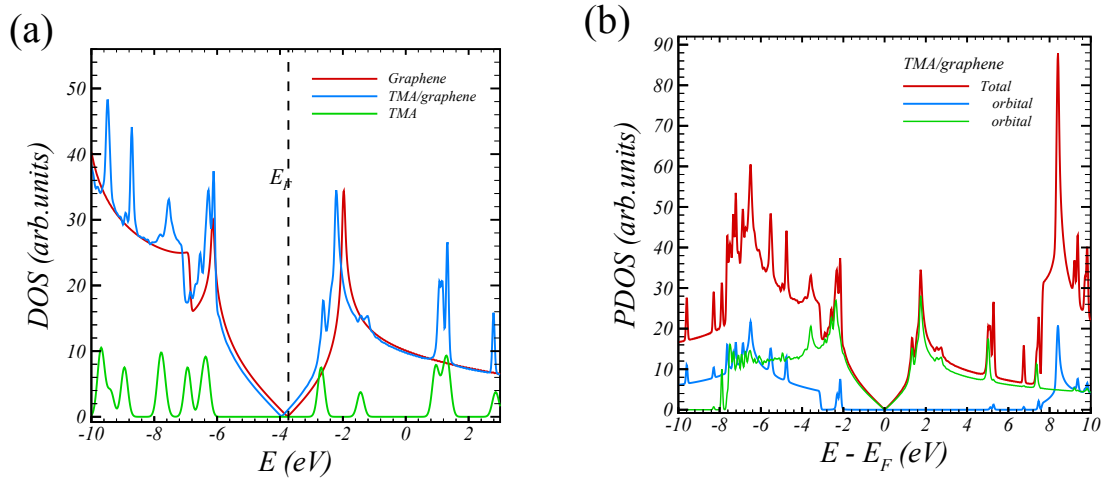 (a)
DOS (arb.units)
50
40
30
20
10
0
Graphene
TMA/graphene
TMA
E_F
-10 -8 -6 -4 -2 0 2
E (eV)
(b)
PDOS (arb.units)
90
80
70
60
50
40
30
20
10
0
TMA/graphene
Total
orbital
orbital
-10 -8 -6 -4 -2 0 2 4 6 8 10
E - E_F (eV)